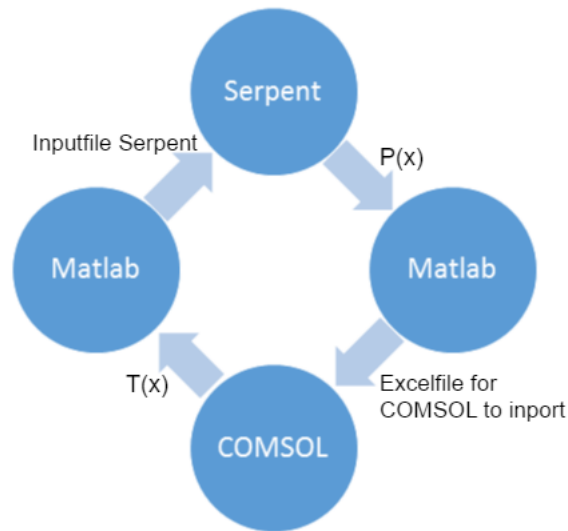 Serpent
Inputfile Serpent
P(x)
Matlab
Matlab
T(x)
Excelfile for
COMSOL to inport
COMSOL